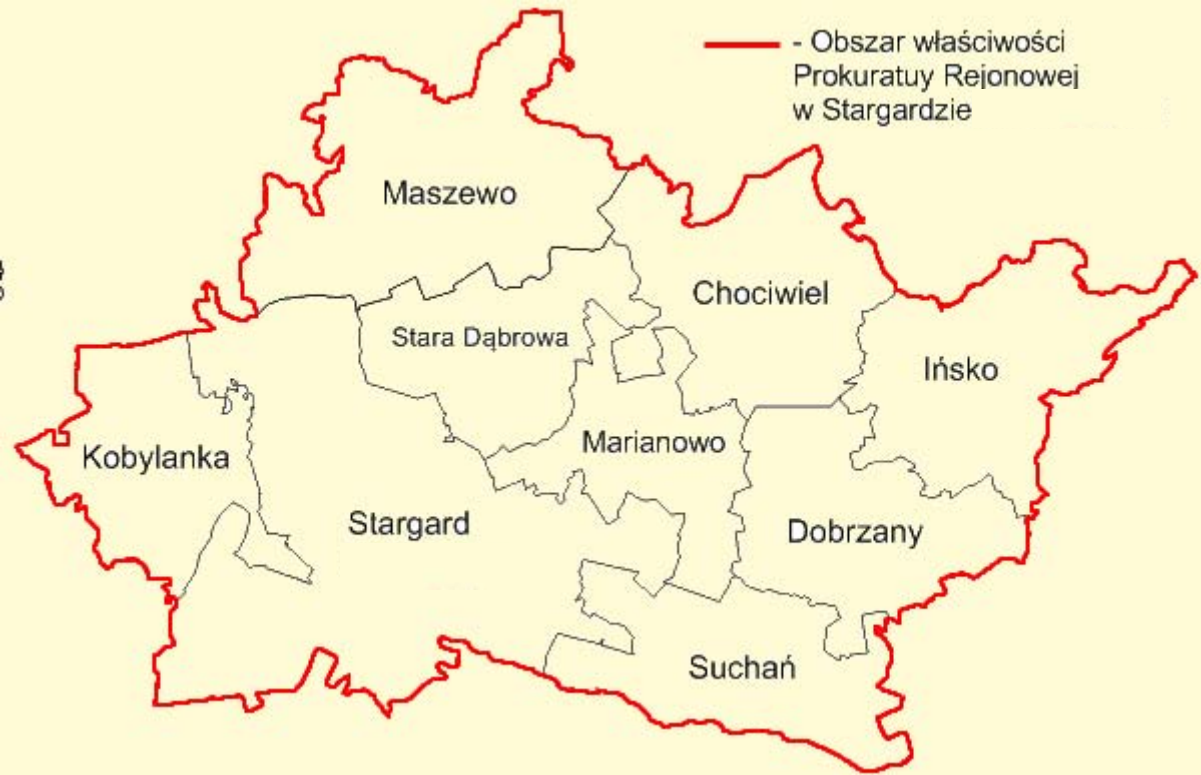 - Obszar właściwości
Prokuratuy Rejonowej
w Stargardzie
Maszewo
Chociwiel
Stara Dąbrowa
Ińsko
Marianowo
Kobylanka
Stargard
Dobrzany
Suchań